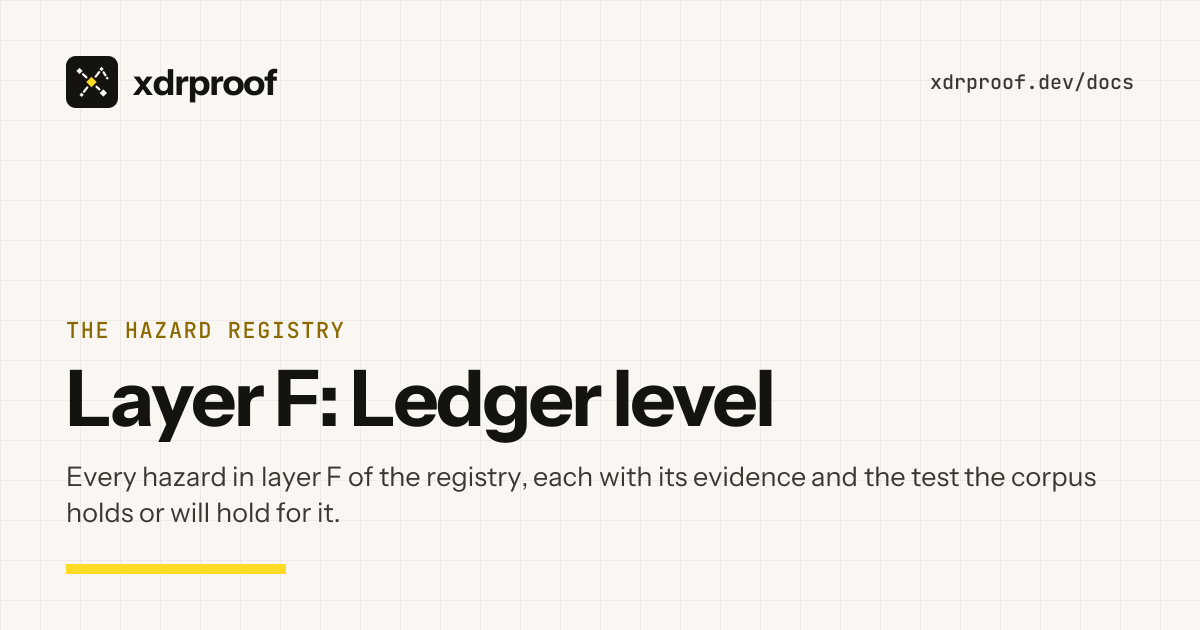 xdrproof
xdrproof.dev/docs
THE HAZARD REGISTRY
Layer F: Ledger level
Every hazard in layer F of the registry, each with its evidence and the test the corpus
holds or will hold for it.